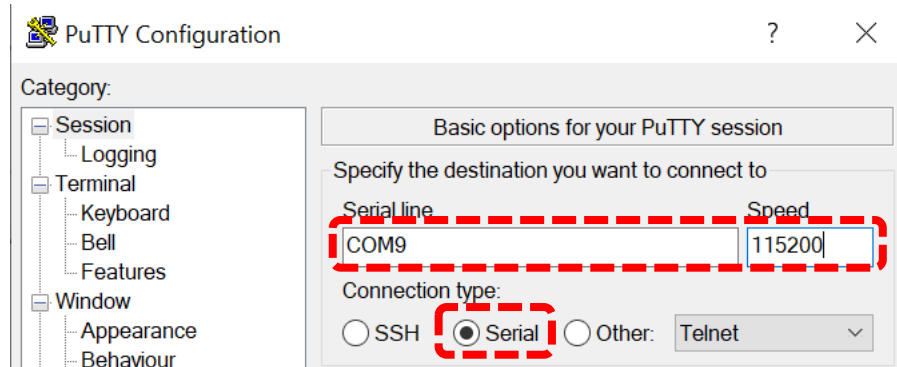 PuTTY Configuration
?
Category:
Session
Logging
Terminal
Keyboard
Bell
Features
Window
Appearance
Behaviour
Basic options for your PuTTY session
Specify the destination you want to connect to
Serial line Speed
COM9 115200
Connection type:
SSH Serial Other: Telnet